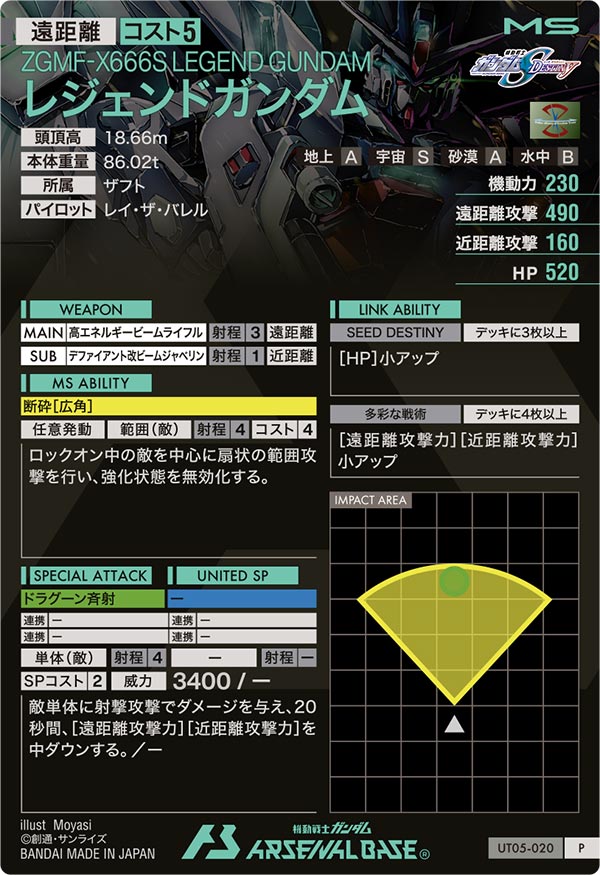 遠距離 コスト5 MS
ZGMF-X666S LEGEND GUNDAM
レジェンドガンダム
機動戦士 ガンダム SEED DESTINY
頭頂高 18.66m
本体重量 86.02t
所属 ザフト
パイロット レイ・ザ・バレル
地上 A 宇宙 S 砂漠 A 水中 B
機動力 230
遠距離攻撃 490
近距離攻撃 160
HP 520
WEAPON
MAIN 高エネルギービームライフル 射程 3 遠距離
SUB デファイアント改ビームジャベリン 射程 1 近距離
MS ABILITY
断砕[広角]
任意発動 範囲(敵) 射程 4 コスト 4
ロックオン中の敵を中心に扇状の範囲攻
撃を行い、強化状態を無効化する。
LINK ABILITY
SEED DESTINY デッキに3枚以上
[HP]小アップ
多彩な戦術 デッキに4枚以上
[遠距離攻撃力][近距離攻撃力]
小アップ
IMPACT AREA
SPECIAL ATTACK UNITED SP
ドラグーン斉射 ー
連携 ー 連携 ー
連携 ー 連携 ー
単体(敵) 射程 4 ー 射程 ー
SPコスト 2 威力 3400 / ー
敵単体に射撃攻撃でダメージを与え、20
秒間、[遠距離攻撃力][近距離攻撃力]を
中ダウンする。／ー
illust Moyasi
©創通・サンライズ
BANDAI MADE IN JAPAN
機動戦士ガンダム
ARSENAL BASE®
UT05-020 P